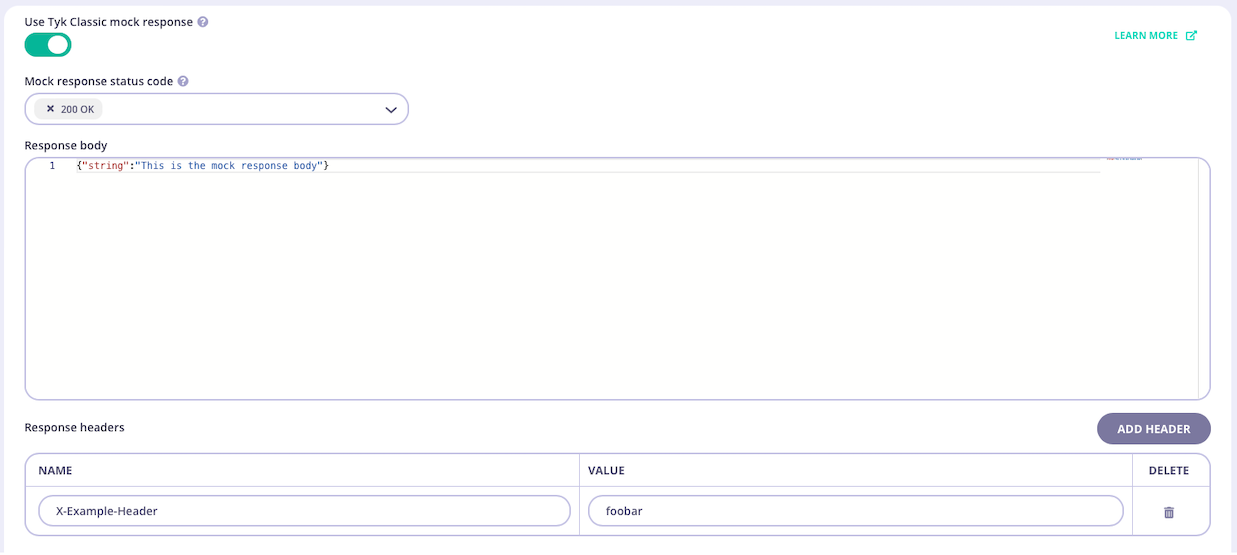 Use Tyk Classic mock response ?
LEARN MORE
Mock response status code ?
× 200 OK
Response body
1 {"string":"This is the mock response body"}
Response headers
ADD HEADER
NAME VALUE DELETE
X-Example-Header foobar